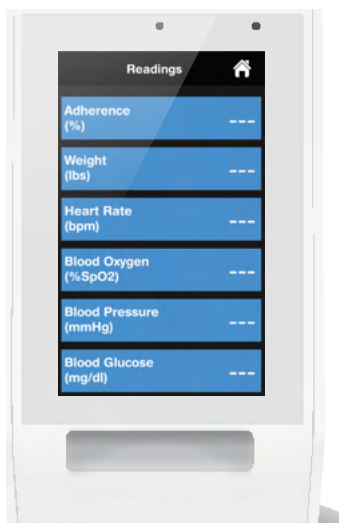 Readings
Adherence
(%)
---
Weight
(lbs)
---
Heart Rate
(bpm)
---
Blood Oxygen
(%SpO2)
---
Blood Pressure
(mmHg)
---
Blood Glucose
(mg/dl)
---